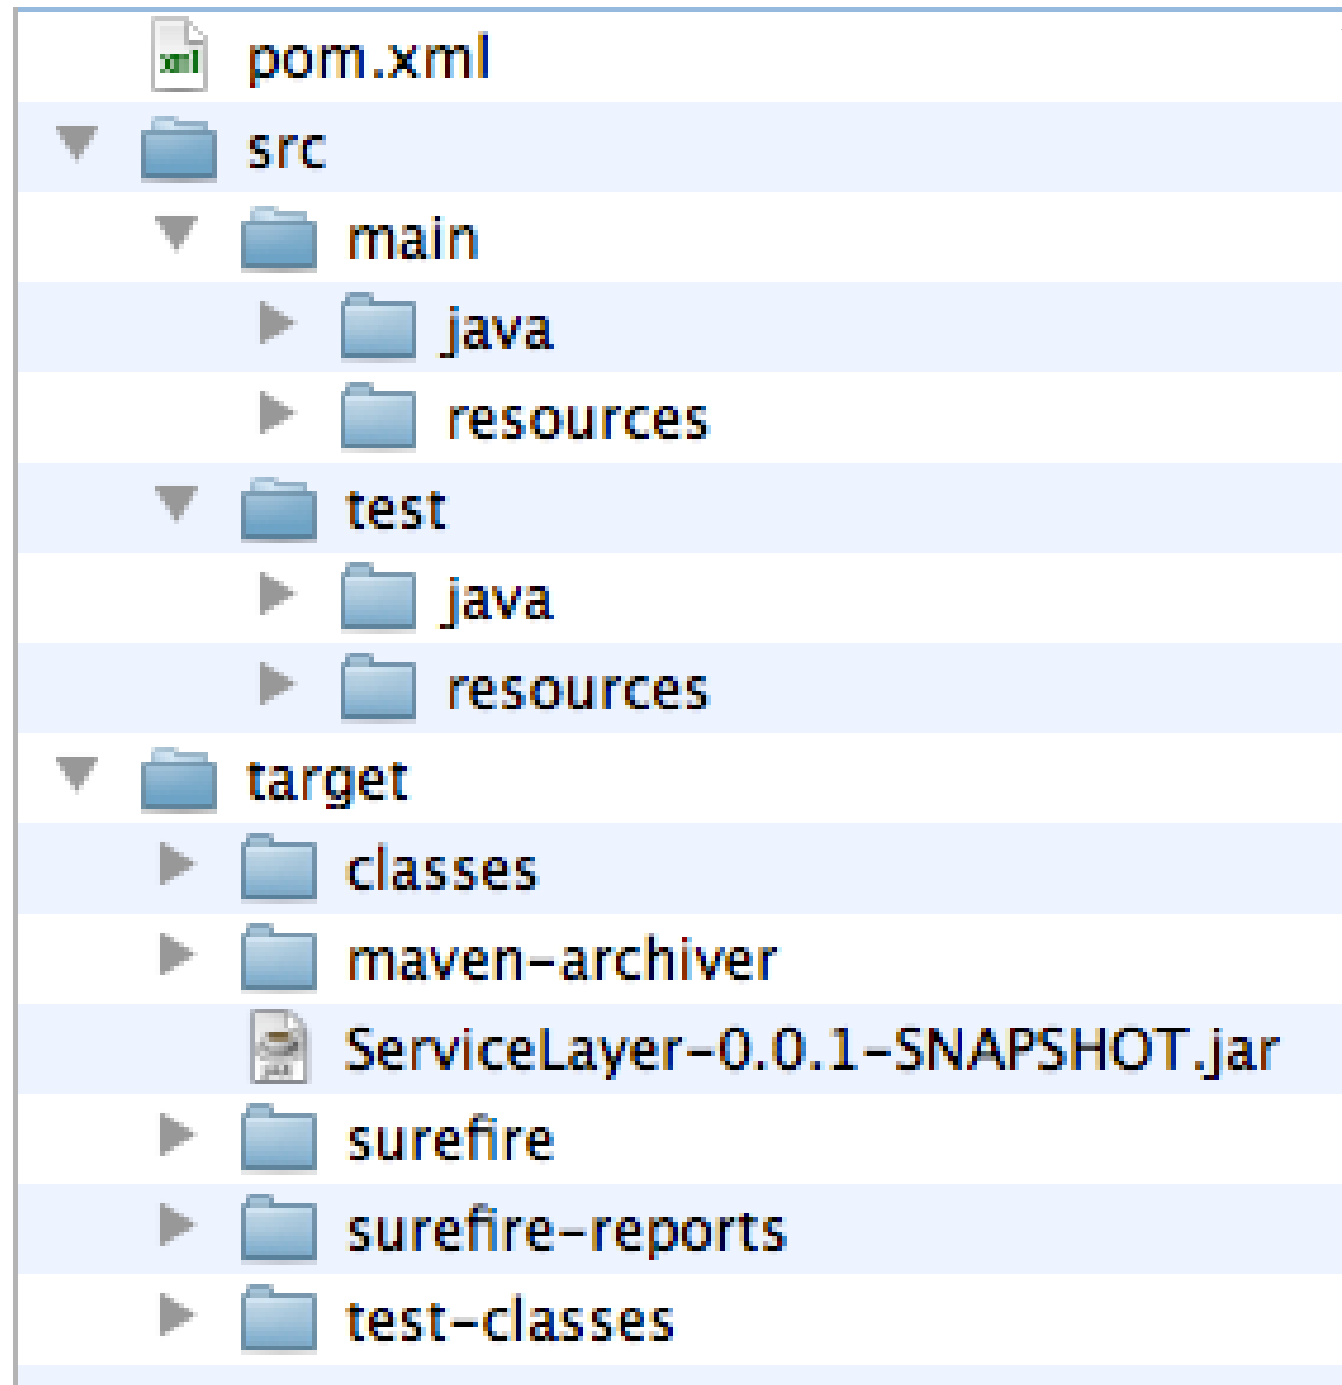 pom.xml
src
main
java
resources
test
java
resources
target
classes
maven-archiver
ServiceLayer-0.0.1-SNAPSHOT.jar
surefire
surefire-reports
test-classes